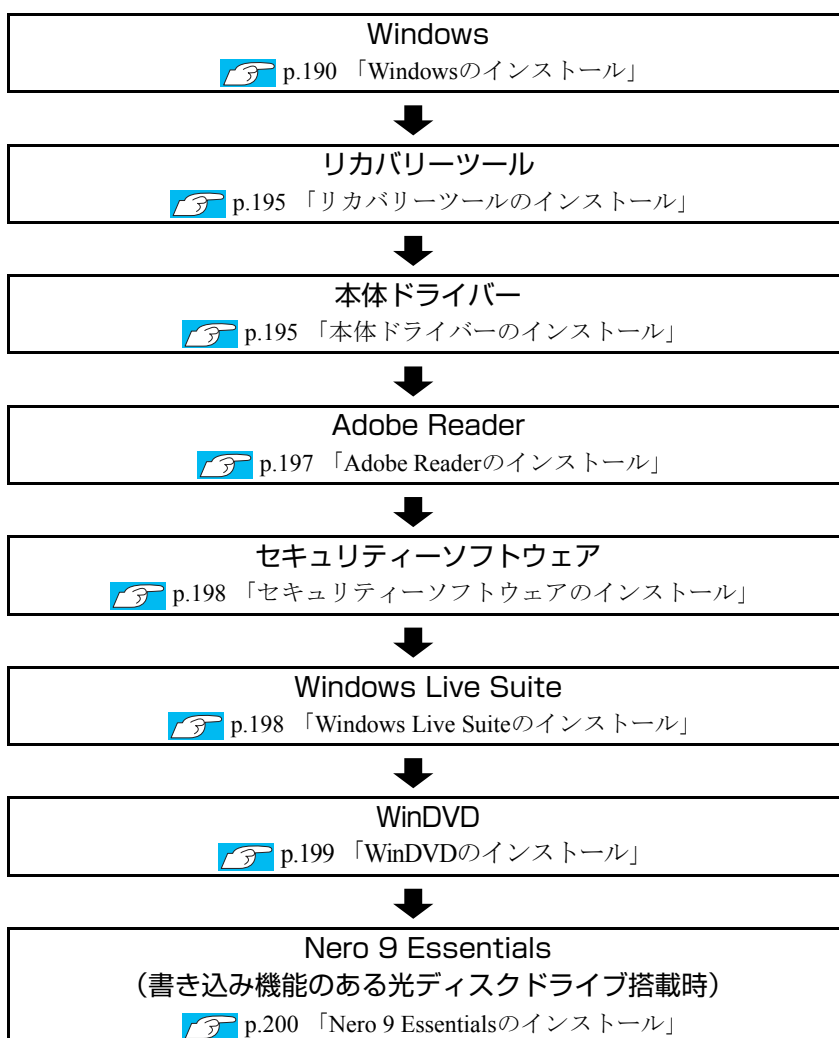 Windows
p.190 「Windowsのインストール」
リカバリーツール
p.195 「リカバリーツールのインストール」
本体ドライバー
p.195 「本体ドライバーのインストール」
Adobe Reader
p.197 「Adobe Readerのインストール」
セキュリティーソフトウェア
p.198 「セキュリティーソフトウェアのインストール」
Windows Live Suite
p.198 「Windows Live Suiteのインストール」
WinDVD
p.199 「WinDVDのインストール」
Nero 9 Essentials
（書き込み機能のある光ディスクドライブ搭載時）
p.200 「Nero 9 Essentialsのインストール」